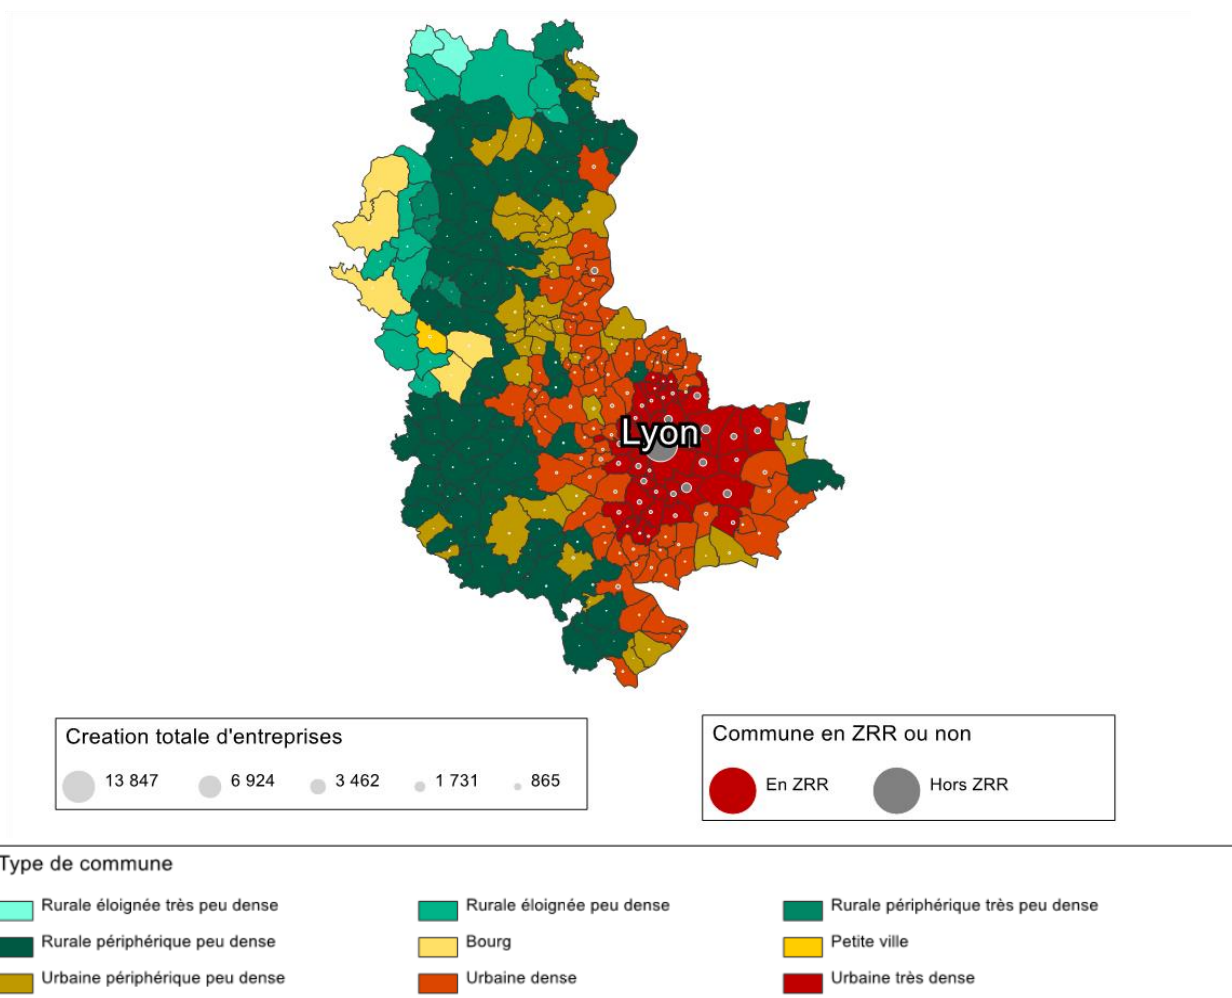 Lyon
Creation totale d'entreprises
13 847 6 924 3 462 1 731 865
Commune en ZRR ou non
En ZRR Hors ZRR
Type de commune
Rurale éloignée très peu dense Rurale éloignée peu dense Rurale périphérique très peu dense
Rurale périphérique peu dense Bourg Petite ville
Urbaine périphérique peu dense Urbaine dense Urbaine très dense